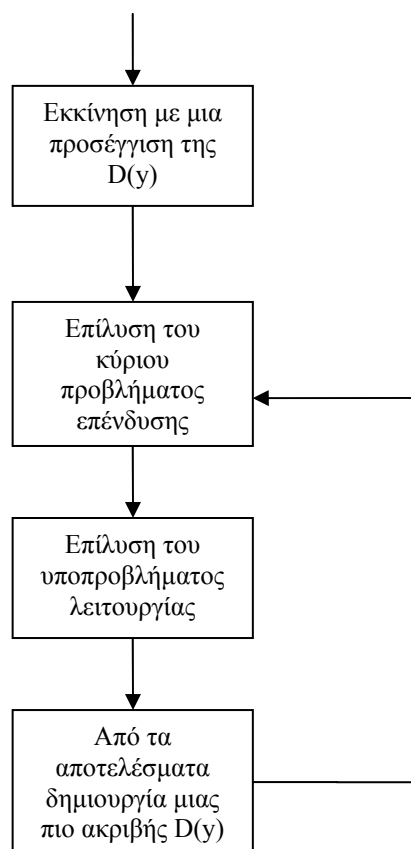 Εκκίνηση με μια
προσέγγιση της
D(y)
Επίλυση του
κύριου
προβλήματος
επένδυσης
Επίλυση του
υποπροβλήματος
λειτουργίας
Από τα
αποτελέσματα
δημιουργία μιας
πιο ακριβής D(y)